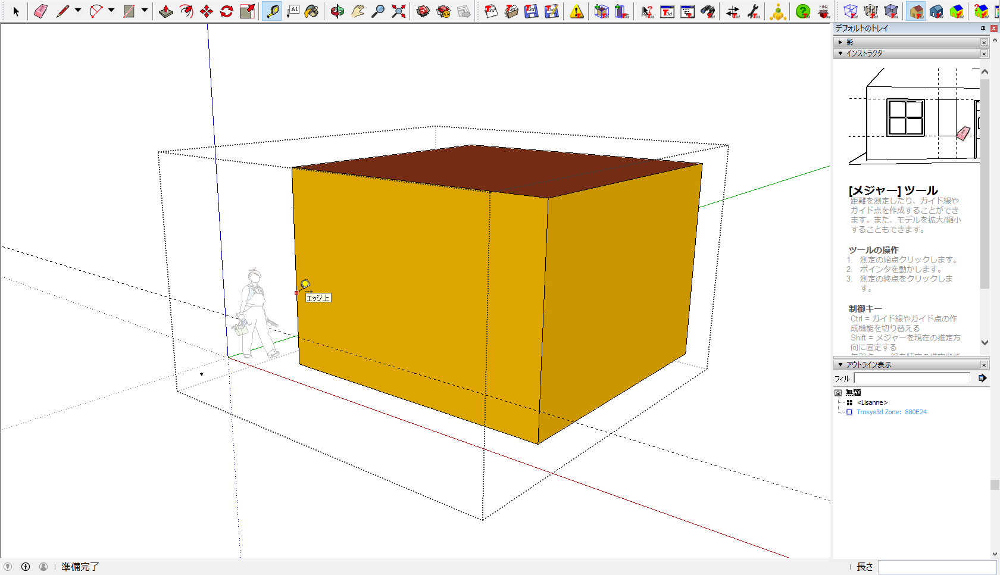 A1
T3d
T3d
T3d
T3d
T3d
?
FAQ
デフォルトのトレイ
影
インストラクタ
[メジャー] ツール
距離を測定したり、ガイド線や
ガイド点を作成することができ
ます。また、モデルを拡大/縮小
することもできます。
ツールの操作
1. 測定の始点クリックします。
2. ポインタを動かします。
3. 測定の終点をクリックしま
す。
制御キー
Ctrl = ガイド線やガイド点の作
成機能を切り替える
Shift = メジャーを現在の推定方
向に固定する
エッジ上
アウトライン表示
フィル
無題
<Lisanne>
Trnsys3d Zone: 880E24
準備完了
長さ